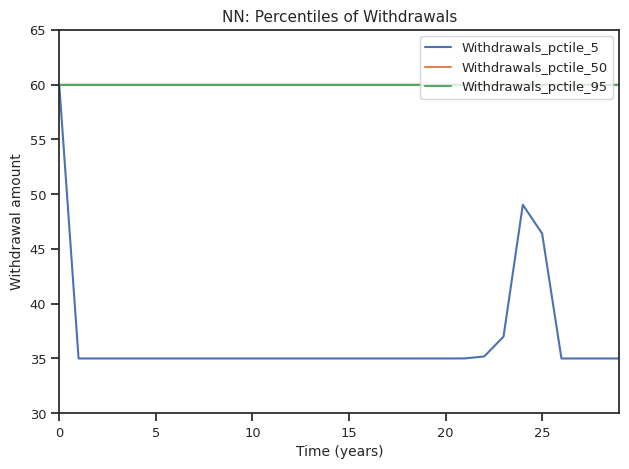 NN: Percentiles of Withdrawals
65
60
55
50
45
40
35
30
Withdrawal amount
Withdrawals_pctile_5
Withdrawals_pctile_50
Withdrawals_pctile_95
0 5 10 15 20 25
Time (years)